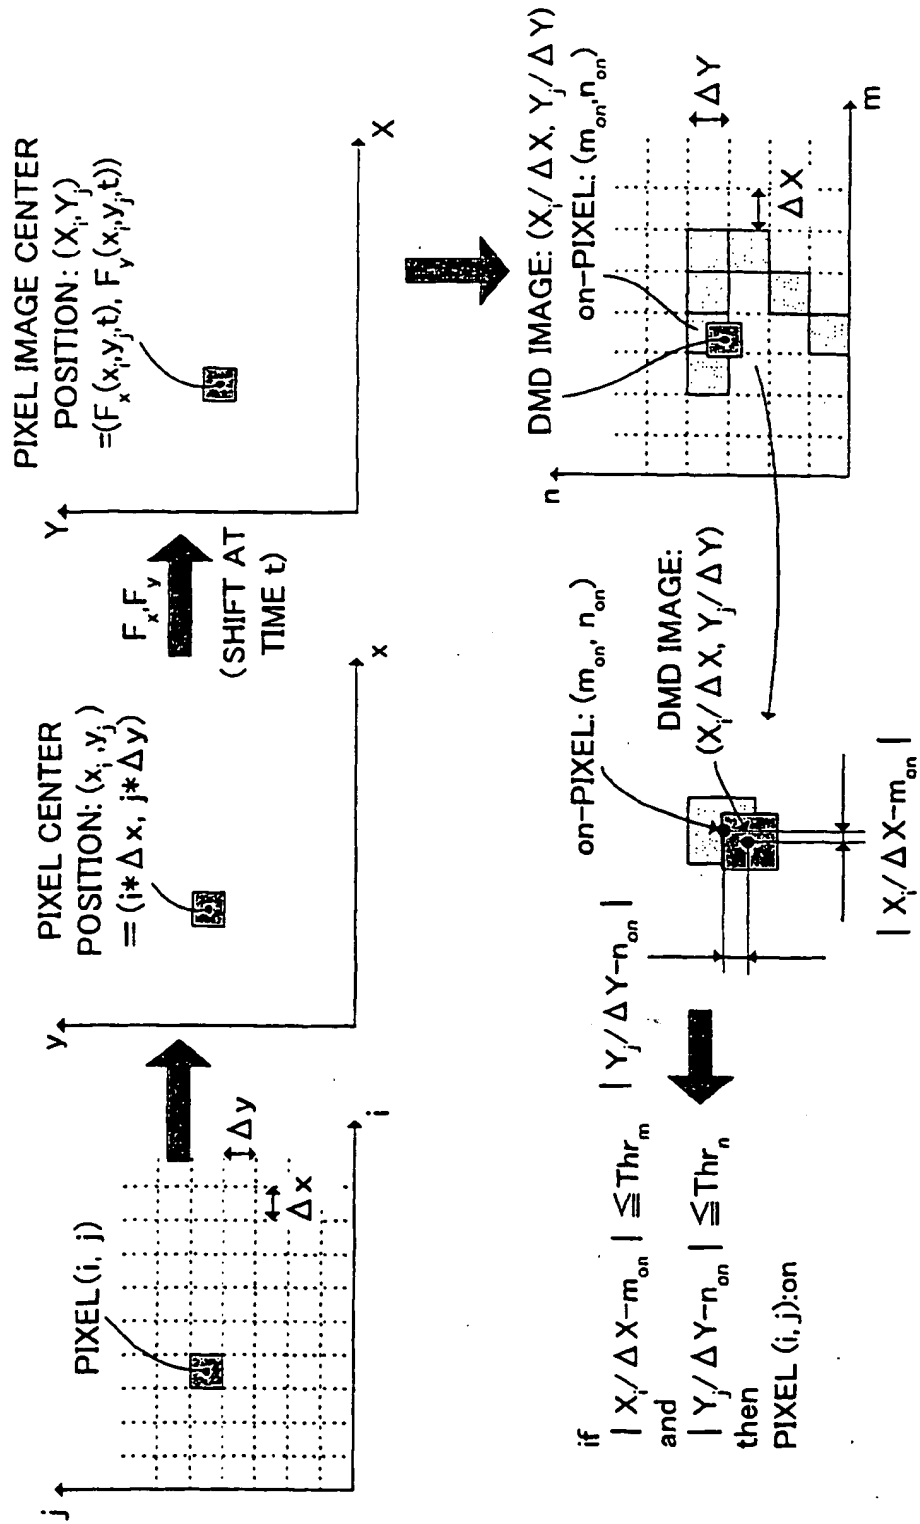 PIXEL (i, j)
j
i
Δy
Δx
PIXEL CENTER
POSITION: (x_i, y_j)
= (i* Δx, j* Δy)
y
x
F_x, F_y
(SHIFT AT
TIME t)
PIXEL IMAGE CENTER
POSITION: (X_i, Y_j)
=(F_x(x_i,y_j,t), F_y(x_i,y_j,t))
Y
X
DMD IMAGE: (X_i/ΔX, Y_j/ΔY)
on-PIXEL: (m_on, n_on)
n
m
ΔY
ΔX
on-PIXEL: (m_on, n_on)
DMD IMAGE:
(X_i/ΔX, Y_j/ΔY)
| Y_j/ΔY-n_on |
| X_i/ΔX-m_on |
if
| X_i/ΔX-m_on | ≦Thr_m
and
| Y_j/ΔY-n_on | ≦Thr_n
then
PIXEL (i, j):on